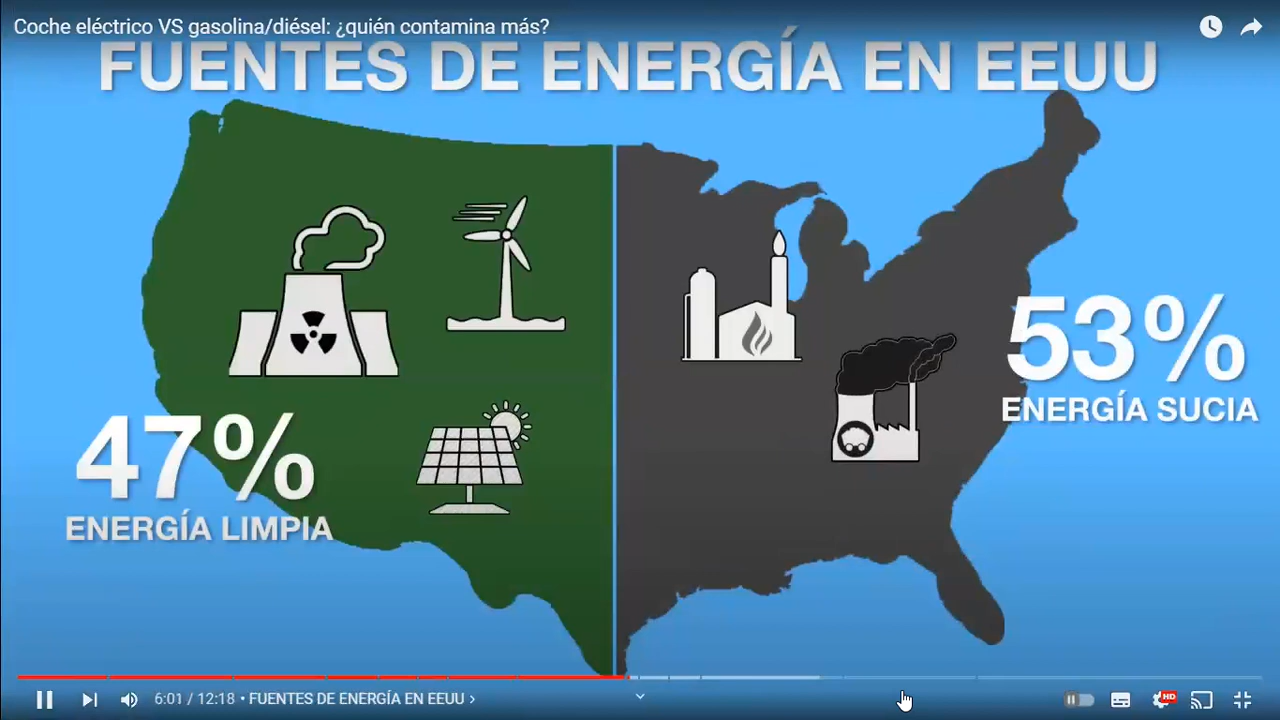 Coche eléctrico VS gasolina/diésel: ¿quién contamina más?
FUENTES DE ENERGÍA EN EEUU
53%
ENERGÍA SUCIA
47%
ENERGÍA LIMPIA
6:01 / 12:18 • FUENTES DE ENERGÍA EN EEUU ›
HD